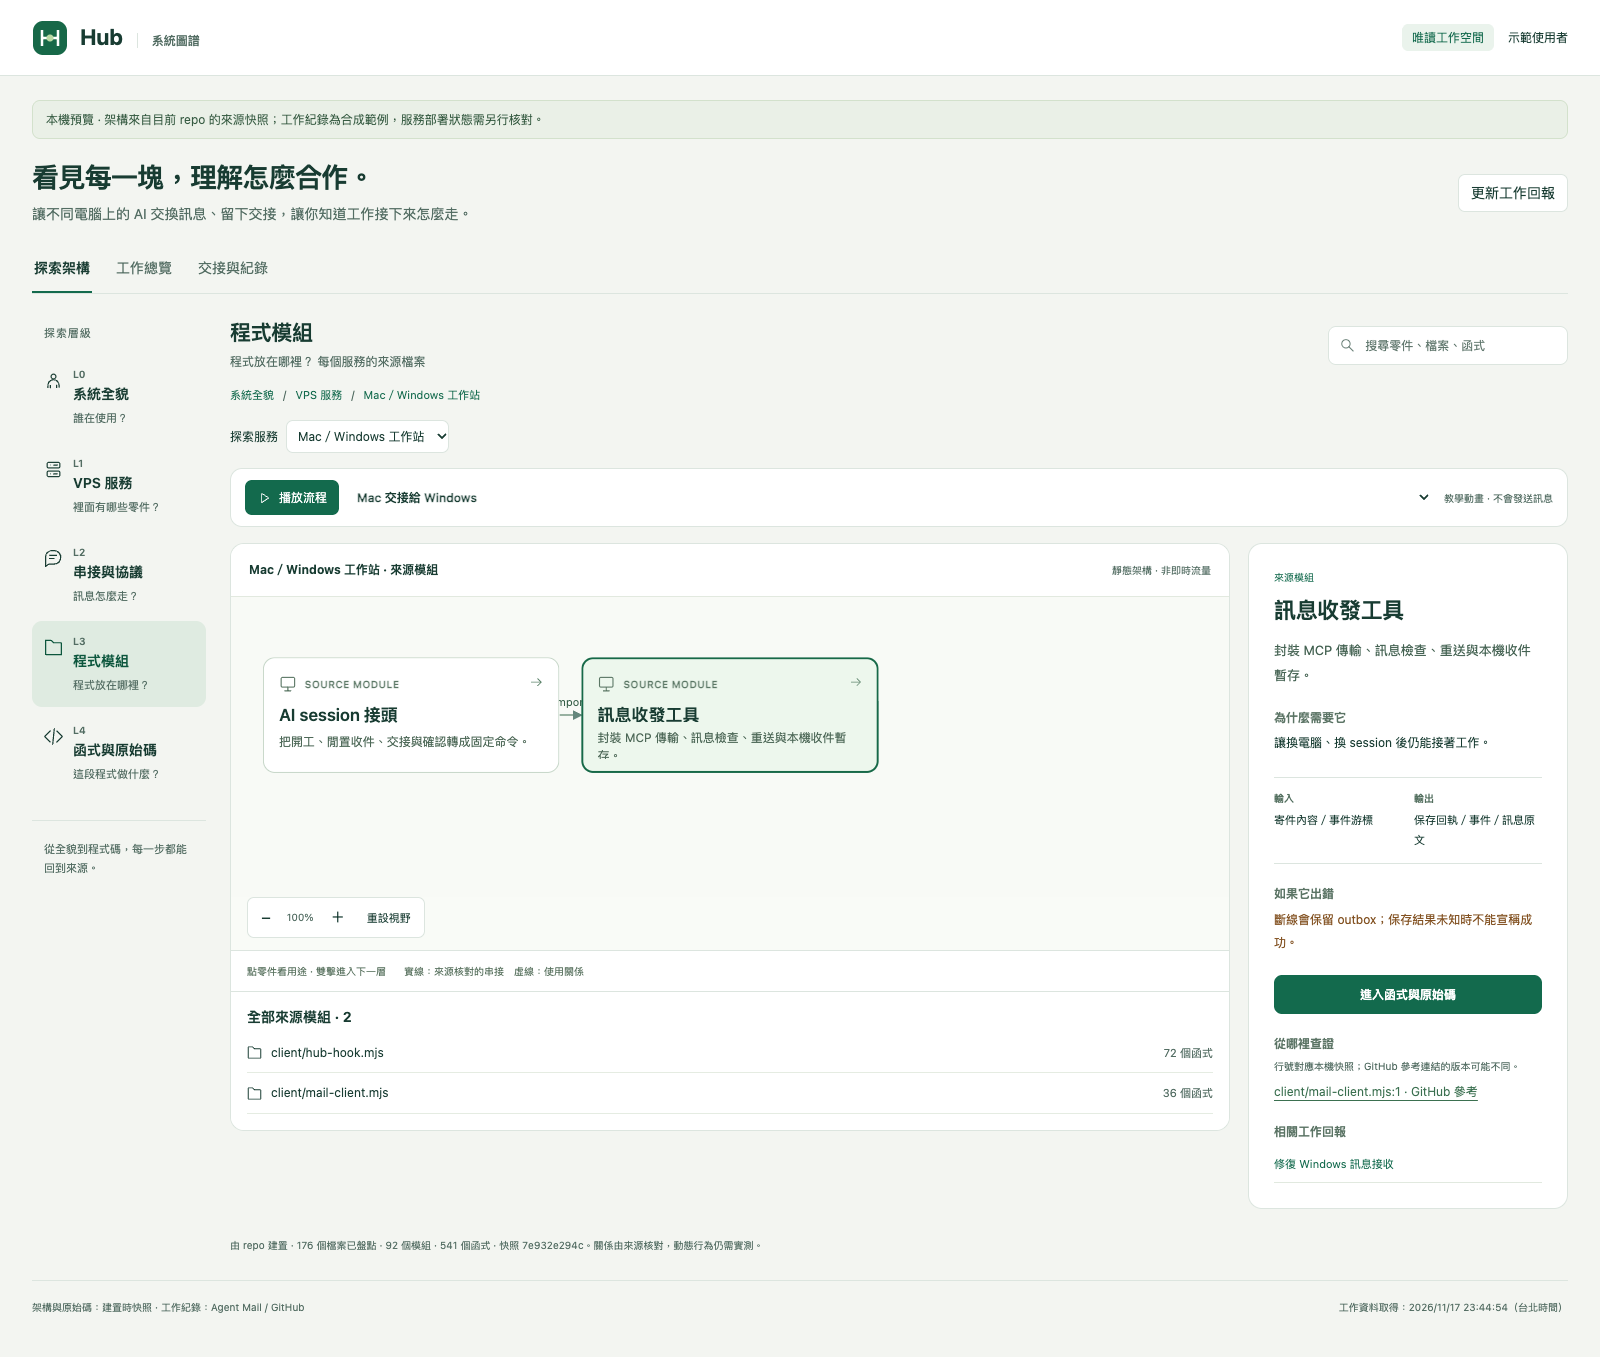 Hub
系統圖譜
唯讀工作空間
示範使用者
本機預覽 · 架構來自目前 repo 的來源快照；工作紀錄為合成範例，服務部署狀態需另行核對。
看見每一塊，理解怎麼合作。
讓不同電腦上的 AI 交換訊息、留下交接，讓你知道工作接下來怎麼走。
更新工作回報
探索架構
工作總覽
交接與紀錄
探索層級
L0
系統全貌
誰在使用？
L1
VPS 服務
裡面有哪些零件？
L2
串接與協議
訊息怎麼走？
L3
程式模組
程式放在哪裡？
L4
函式與原始碼
這段程式做什麼？
從全貌到程式碼，每一步都能
回到來源。
程式模組
程式放在哪裡？ 每個服務的來源檔案
搜尋零件、檔案、函式
系統全貌 / VPS 服務 / Mac / Windows 工作站
探索服務
Mac / Windows 工作站
播放流程
Mac 交接給 Windows
教學動畫 · 不會發送訊息
Mac / Windows 工作站 · 來源模組
靜態架構 · 非即時流量
SOURCE MODULE
AI session 接頭
把開工、閒置收件、交接與確認轉成固定命令。
SOURCE MODULE
訊息收發工具
封裝 MCP 傳輸、訊息檢查、重送與本機收件暫
存。
100%
重設視野
點零件看用途 · 雙擊進入下一層
實線：來源核對的串接
虛線：使用關係
全部來源模組 · 2
client/hub-hook.mjs
72 個函式
client/mail-client.mjs
36 個函式
來源模組
訊息收發工具
封裝 MCP 傳輸、訊息檢查、重送與本機收件
暫存。
為什麼需要它
讓換電腦、換 session 後仍能接著工作。
輸入
寄件內容 / 事件游標
輸出
保存回執 / 事件 / 訊息原
文
如果它出錯
斷線會保留 outbox；保存結果未知時不能宣稱成
功。
進入函式與原始碼
從哪裡查證
行號對應本機快照；GitHub 參考連結的版本可能不同。
client/mail-client.mjs:1 · GitHub 參考
相關工作回報
修復 Windows 訊息接收
由 repo 建置 · 176 個檔案已盤點 · 92 個模組 · 541 個函式 · 快照 7e932e294c。關係由來源核對，動態行為仍需實測。
架構與原始碼：建置時快照 · 工作紀錄：Agent Mail / GitHub
工作資料取得：2026/11/17 23:44:54（台北時間）